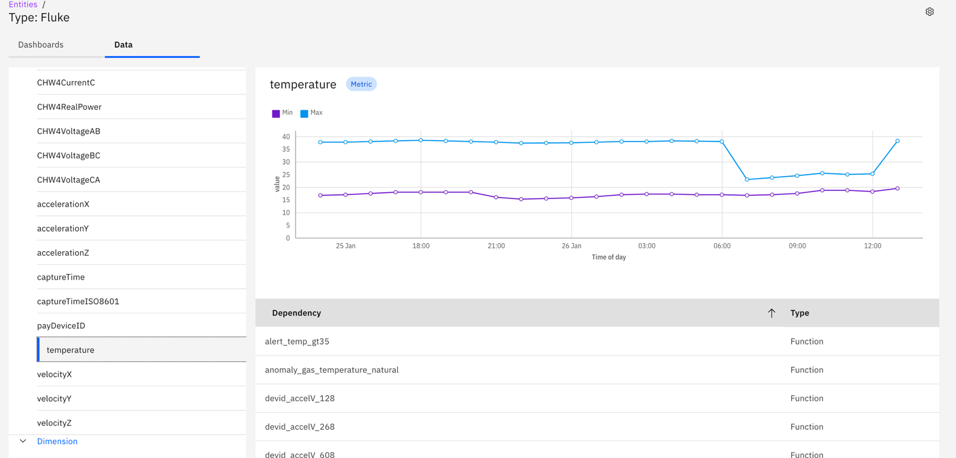 Entities /
Type: Fluke
Dashboards
Data
CHW4CurrentC
CHW4RealPower
CHW4VoltageAB
CHW4VoltageBC
CHW4VoltageCA
accelerationX
accelerationY
accelerationZ
captureTime
captureTimeISO8601
payDeviceID
temperature
velocityX
velocityY
velocityZ
Dimension
temperature Metric
Min Max
40
35
30
25
20
15
10
5
0
value
25 Jan 18:00 21:00 26 Jan 03:00 06:00 09:00 12:00
Time of day
Dependency Type
alert_temp_gt35 Function
anomaly_gas_temperature_natural Function
devid_accelV_128 Function
devid_accelV_268 Function
devid_accelV_608 Function